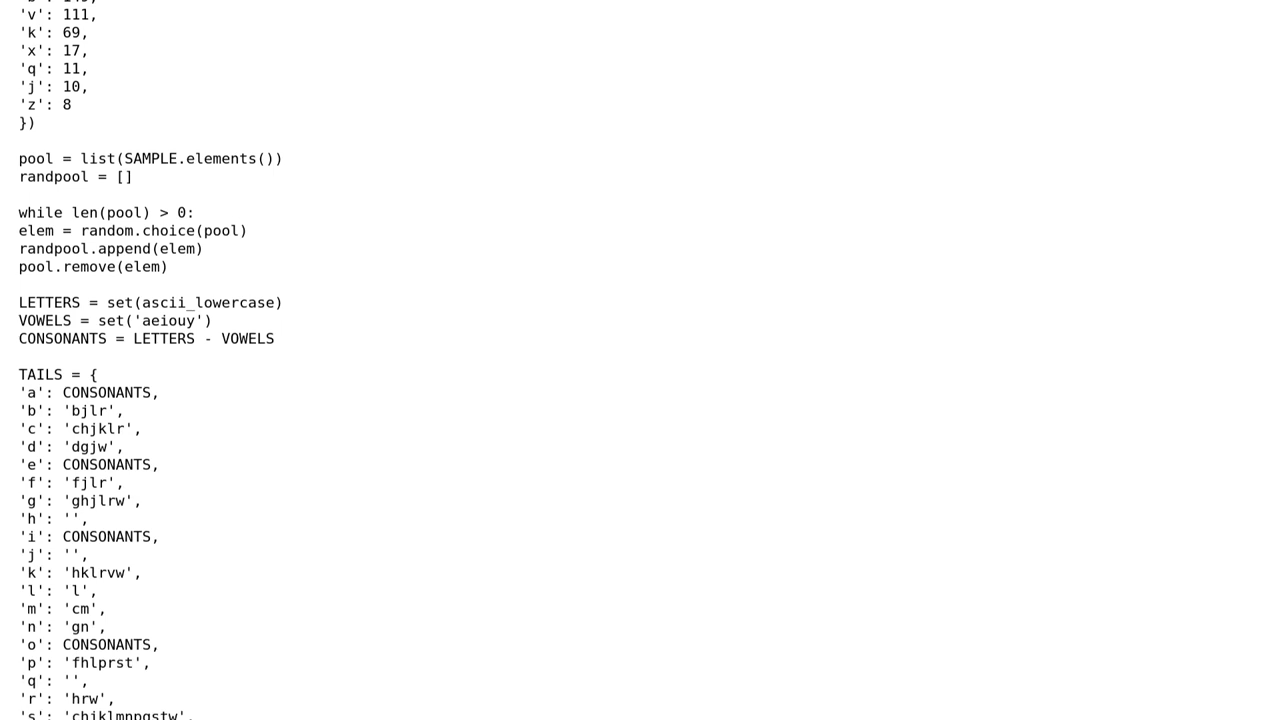 'v': 111,
'k': 69,
'x': 17,
'q': 11,
'j': 10,
'z': 8
})
pool = list(SAMPLE.elements())
randpool = []
while len(pool) > 0:
elem = random.choice(pool)
randpool.append(elem)
pool.remove(elem)
LETTERS = set(ascii_lowercase)
VOWELS = set('aeiouy')
CONSONANTS = LETTERS - VOWELS
TAILS = {
'a': CONSONANTS,
'b': 'bjlr',
'c': 'chjklr',
'd': 'dgjw',
'e': CONSONANTS,
'f': 'fjlr',
'g': 'ghjlrw',
'h': '',
'i': CONSONANTS,
'j': '',
'k': 'hklrvw',
'l': 'l',
'm': 'cm',
'n': 'gn',
'o': CONSONANTS,
'p': 'fhlprst',
'q': '',
'r': 'hrw',